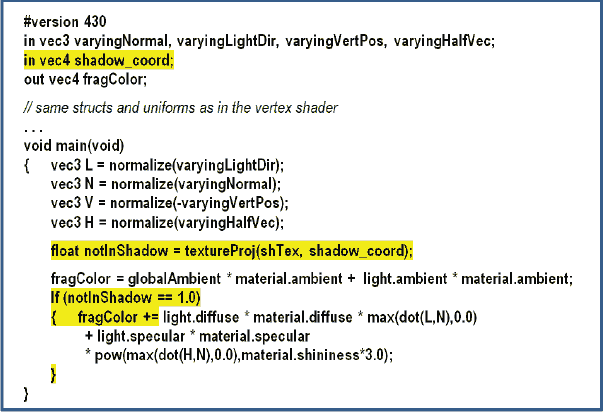 #version 430
in vec3 varyingNormal, varyingLightDir, varyingVertPos, varyingHalfVec;
in vec4 shadow_coord;
out vec4 fragColor;
// same structs and uniforms as in the vertex shader
. . .
void main(void)
{ vec3 L = normalize(varyingLightDir);
vec3 N = normalize(varyingNormal);
vec3 V = normalize(-varyingVertPos);
vec3 H = normalize(varyingHalfVec);
float notInShadow = textureProj(shTex, shadow_coord);
fragColor = globalAmbient * material.ambient + light.ambient * material.ambient;
If (notInShadow == 1.0)
{ fragColor += light.diffuse * material.diffuse * max(dot(L,N),0.0)
+ light.specular * material.specular
* pow(max(dot(H,N),0.0),material.shininess*3.0);
}
}